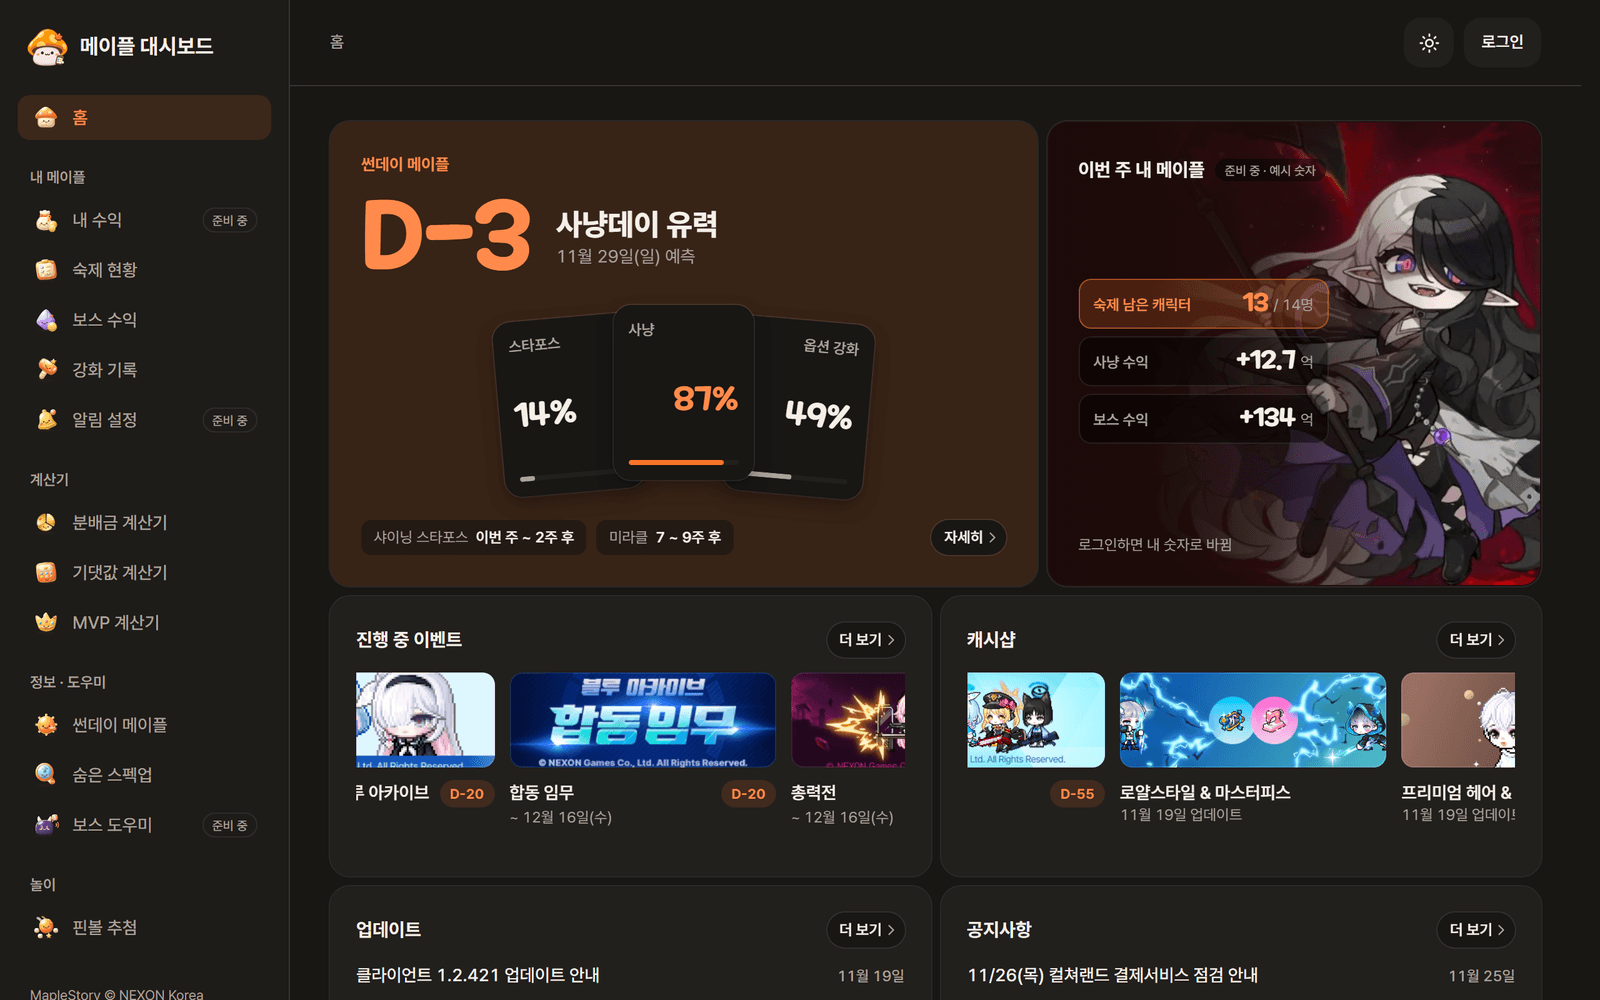 메이플 대시보드
홈
내 메이플
내 수익 준비 중
숙제 현황
보스 수익
강화 기록
알림 설정 준비 중
계산기
분배금 계산기
기댓값 계산기
MVP 계산기
정보 · 도우미
썬데이 메이플
숨은 스펙업
보스 도우미 준비 중
놀이
핀볼 추첨
MapleStory © NEXON Korea
홈
로그인
썬데이 메이플
D-3
사냥데이 유력
11월 29일(일) 예측
스타포스
14%
사냥
87%
옵션 강화
49%
샤이닝 스타포스 이번 주 ~ 2주 후
미라클 7 ~ 9주 후
자세히
이번 주 내 메이플 준비 중 · 예시 숫자
숙제 남은 캐릭터 13 / 14명
사냥 수익 +12.7 억
보스 수익 +134 억
로그인하면 내 숫자로 바뀜
진행 중 이벤트
더 보기
Ltd. All Rights Reserved.
아카이브 D-20
블루 아카이브
합동임무
© NEXON Games Co., Ltd. All Rights Reserved.
합동 임무 D-20
~ 12월 16일(수)
© NEXON Games C
총력전
~ 12월 16일(수)
캐시샵
더 보기
Ltd. All Rights Reserved.
D-55
로얄스타일 & 마스터피스
11월 19일 업데이트
프리미엄 헤어 &
11월 19일 업데이
업데이트
더 보기
클라이언트 1.2.421 업데이트 안내 11월 19일
공지사항
더 보기
11/26(목) 컬쳐랜드 결제서비스 점검 안내 11월 25일